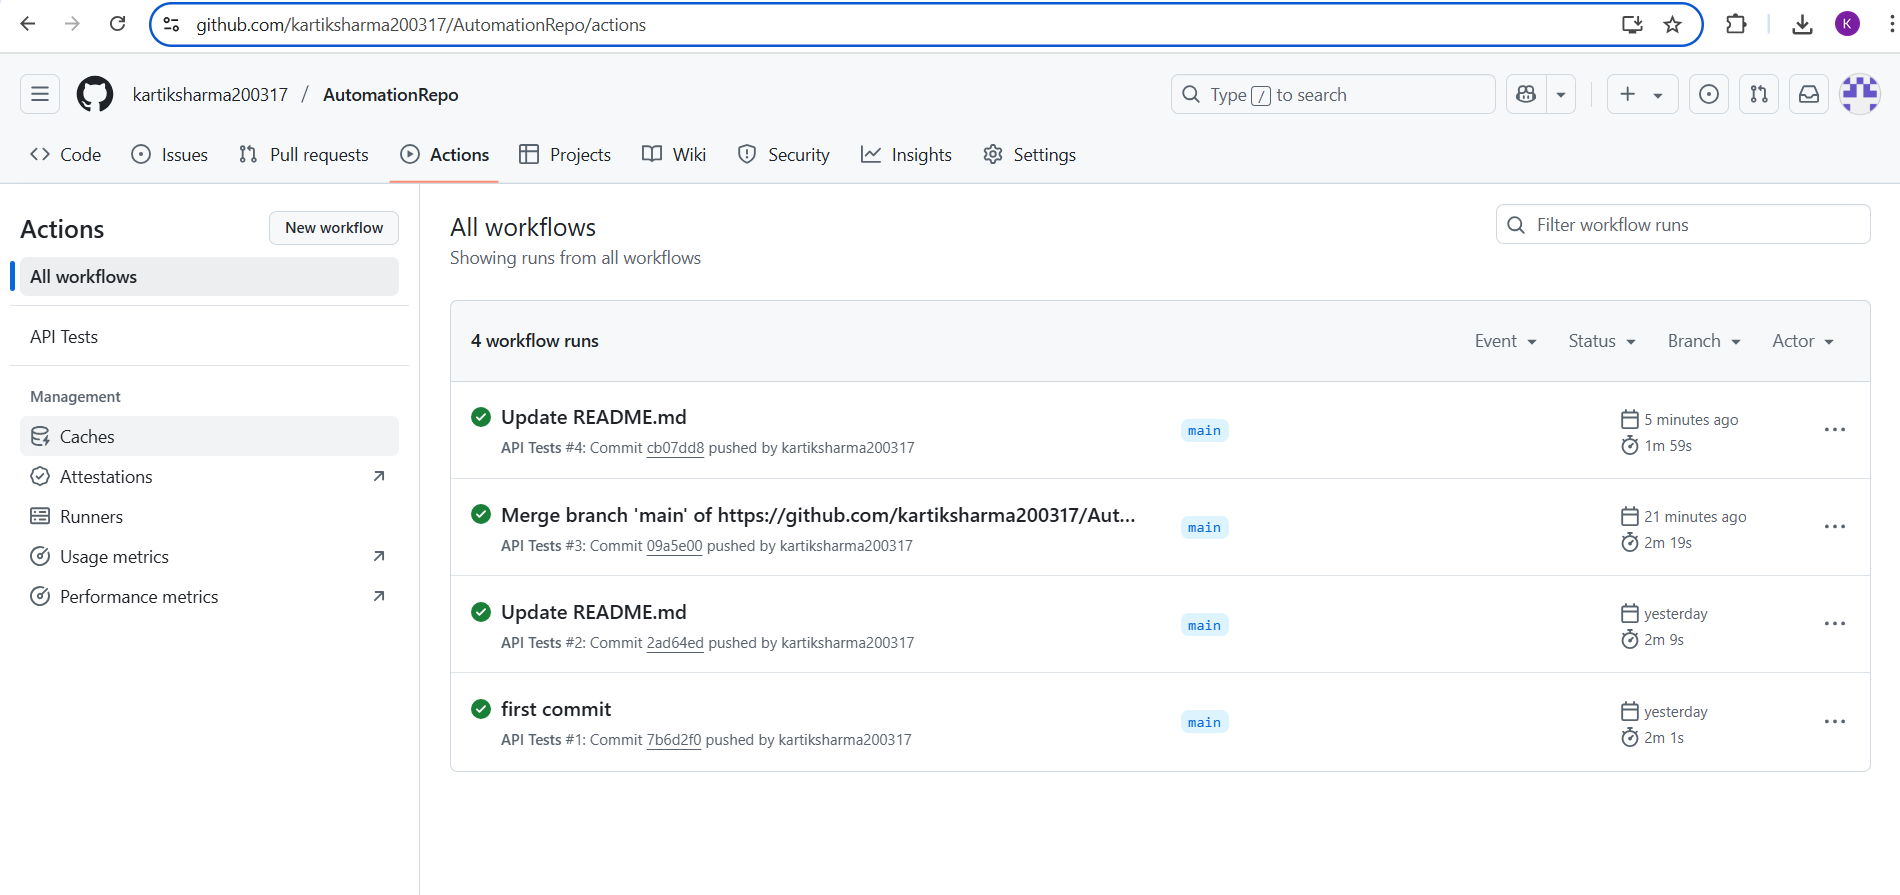 github.com/kartiksharma200317/AutomationRepo/actions
K
kartiksharma200317 / AutomationRepo
Type / to search
Code
Issues
Pull requests
Actions
Projects
Wiki
Security
Insights
Settings
Actions
New workflow
All workflows
API Tests
Management
Caches
Attestations
Runners
Usage metrics
Performance metrics
All workflows
Showing runs from all workflows
Filter workflow runs
4 workflow runs
Event
Status
Branch
Actor
Update README.md
API Tests #4: Commit cb07dd8 pushed by kartiksharma200317
main
5 minutes ago
1m 59s
Merge branch 'main' of https://github.com/kartiksharma200317/Aut...
API Tests #3: Commit 09a5e00 pushed by kartiksharma200317
main
21 minutes ago
2m 19s
Update README.md
API Tests #2: Commit 2ad64ed pushed by kartiksharma200317
main
yesterday
2m 9s
first commit
API Tests #1: Commit 7b6d2f0 pushed by kartiksharma200317
main
yesterday
2m 1s